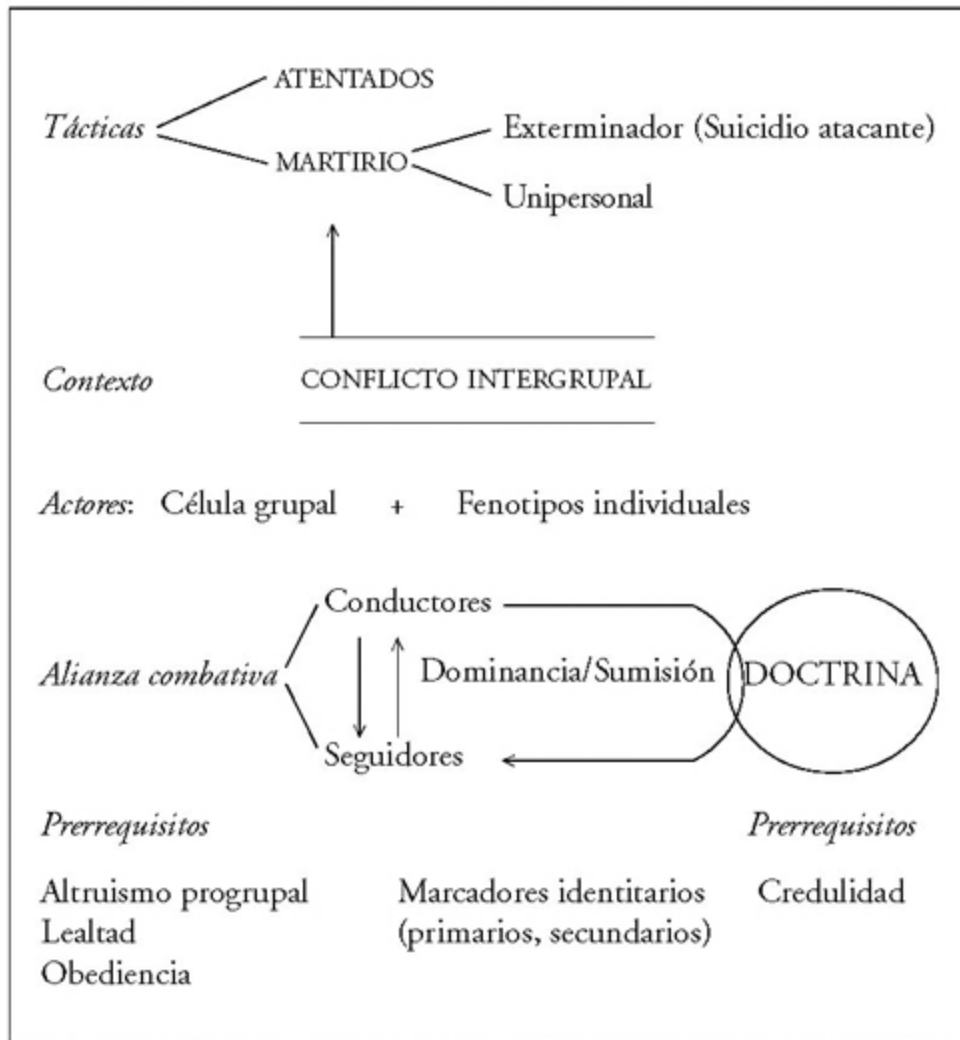 ATENTADOS
Tácticas
Exterminador (Suicidio atacante)
MARTIRIO
Unipersonal
Contexto
CONFLICTO INTERGRUPAL
Actores: Célula grupal + Fenotipos individuales
Conductores
Alianza combativa
Dominancia/Sumisión
DOCTRINA
Seguidores
Prerrequisitos
Prerrequisitos
Altruismo progrupal
Lealtad
Obediencia
Marcadores identitarios
(primarios, secundarios)
Credulidad